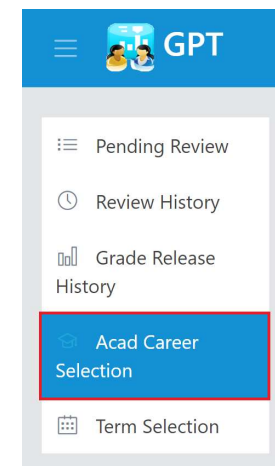 GPT
Pending Review
Review History
Grade Release
History
Acad Career
Selection
Term Selection